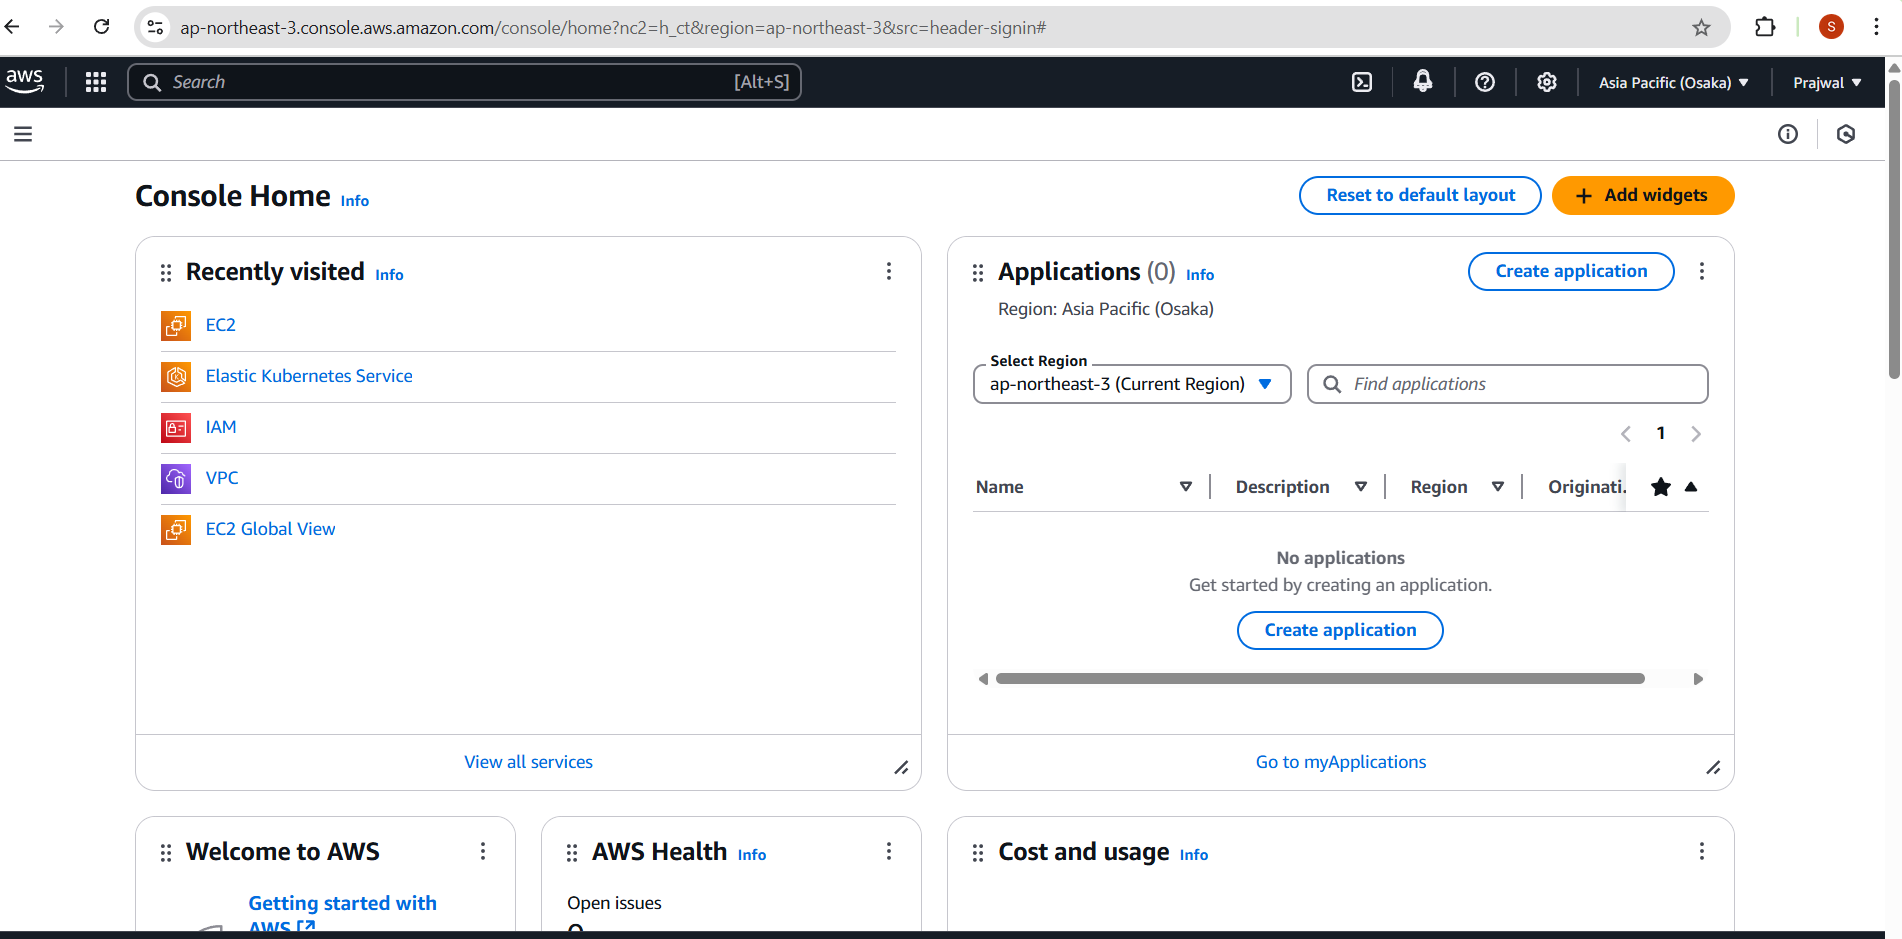 ap-northeast-3.console.aws.amazon.com/console/home?nc2=h_ct&region=ap-northeast-3&src=header-signin#
S
aws
Search
[Alt+S]
Asia Pacific (Osaka)
Prajwal
Console Home Info
Reset to default layout
Add widgets
Recently visited Info
EC2
Elastic Kubernetes Service
IAM
VPC
EC2 Global View
View all services
Applications (0) Info
Create application
Region: Asia Pacific (Osaka)
Select Region
ap-northeast-3 (Current Region)
Find applications
1
Name
Description
Region
Originati.
No applications
Get started by creating an application.
Create application
Go to myApplications
Welcome to AWS
Getting started with
AWS
AWS Health Info
Open issues
Cost and usage Info